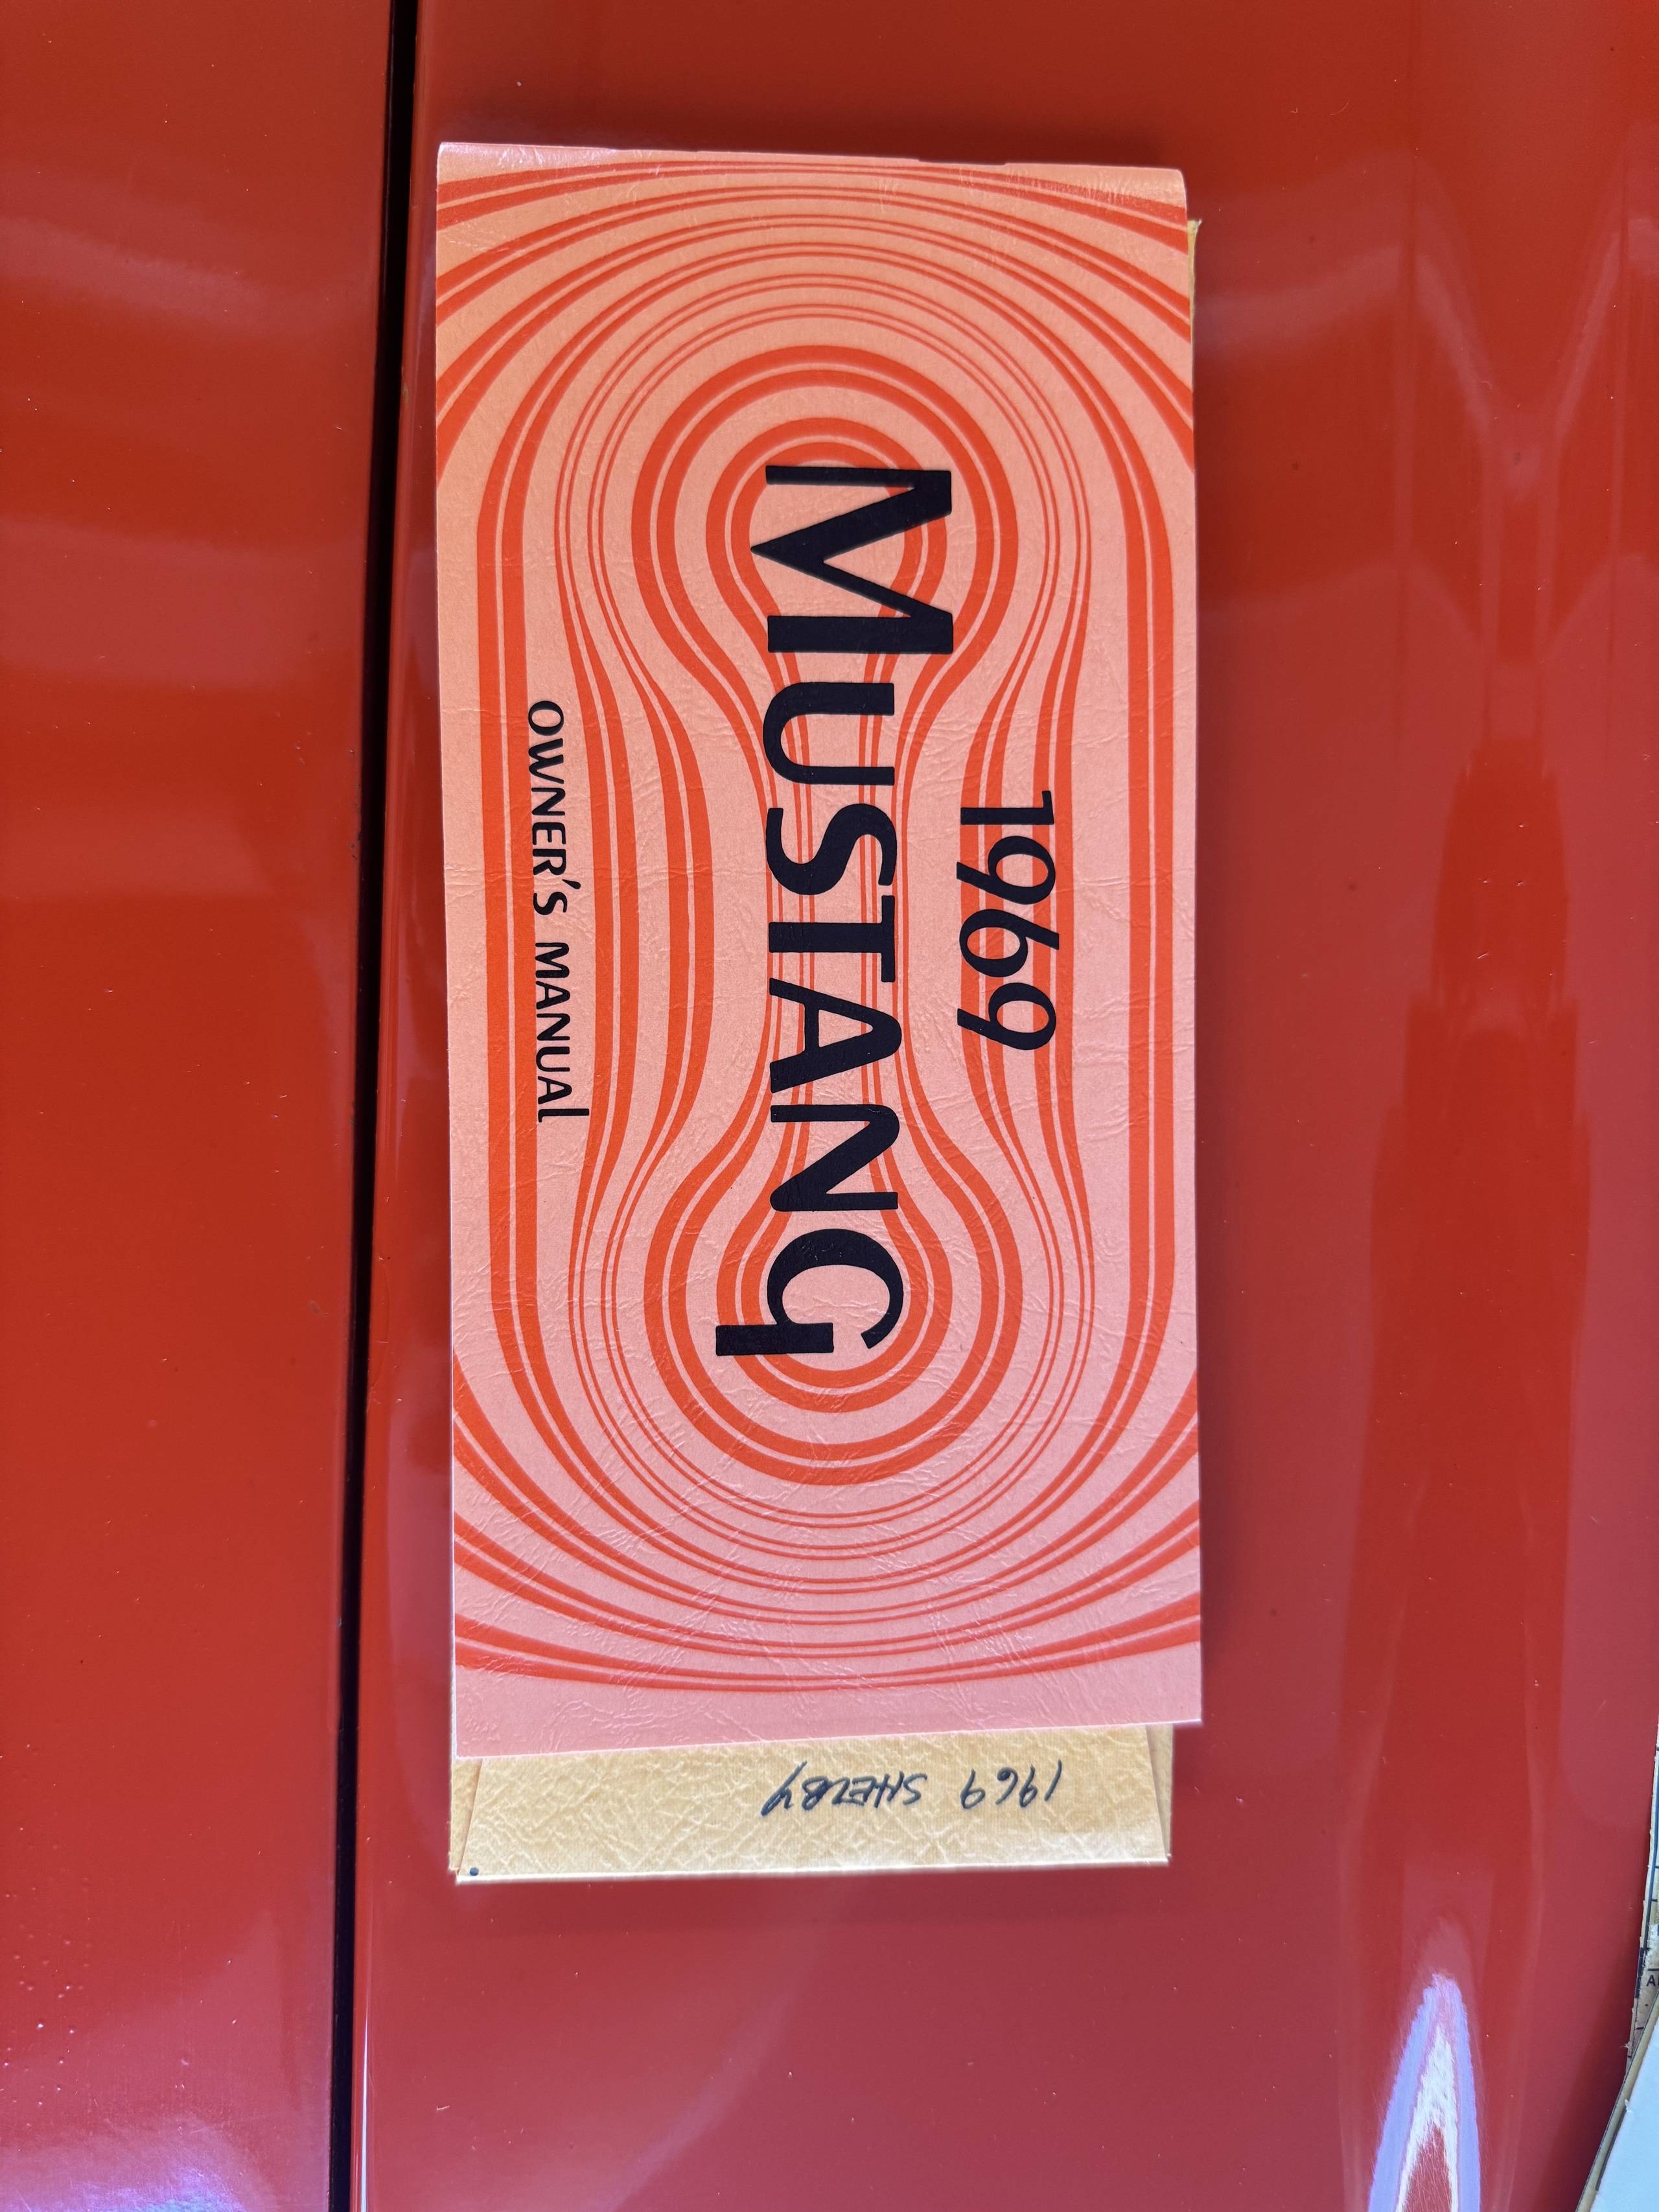 1969
MUSTANG
OWNER'S MANUAL
1969 SHELBY